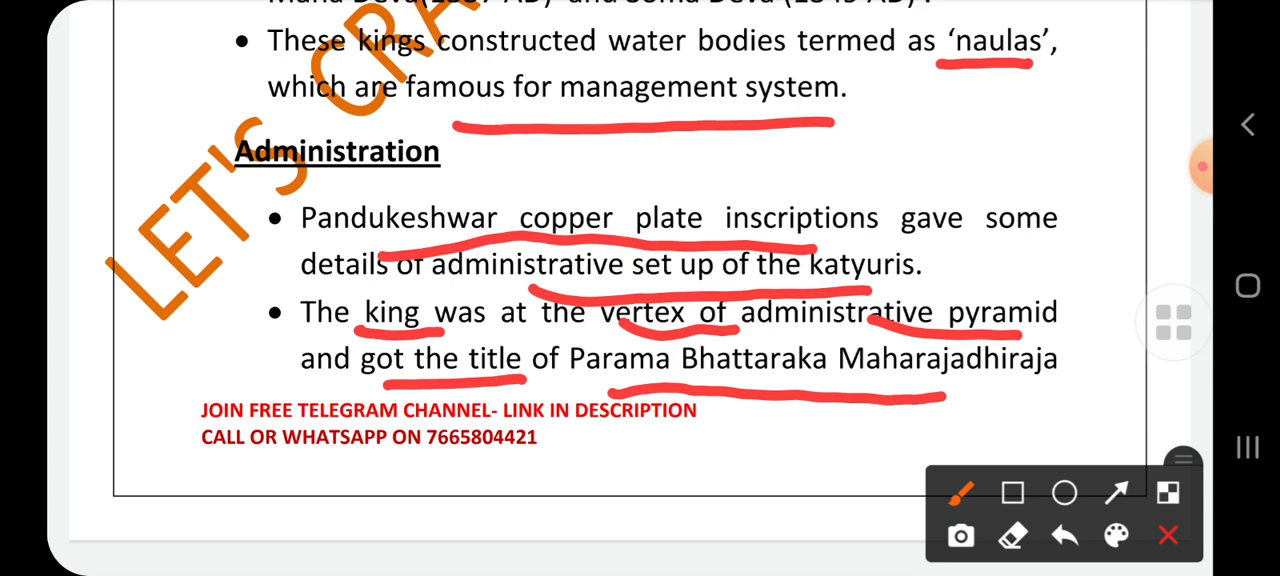 These kings constructed water bodies termed as ‘naulas’,
which are famous for management system.
Administration
Pandukeshwar copper plate inscriptions gave some
details of administrative set up of the katyuris.
The king was at the vertex of administrative pyramid
and got the title of Parama Bhattaraka Maharajadhiraja
JOIN FREE TELEGRAM CHANNEL- LINK IN DESCRIPTION
CALL OR WHATSAPP ON 7665804421
LET'S CRA